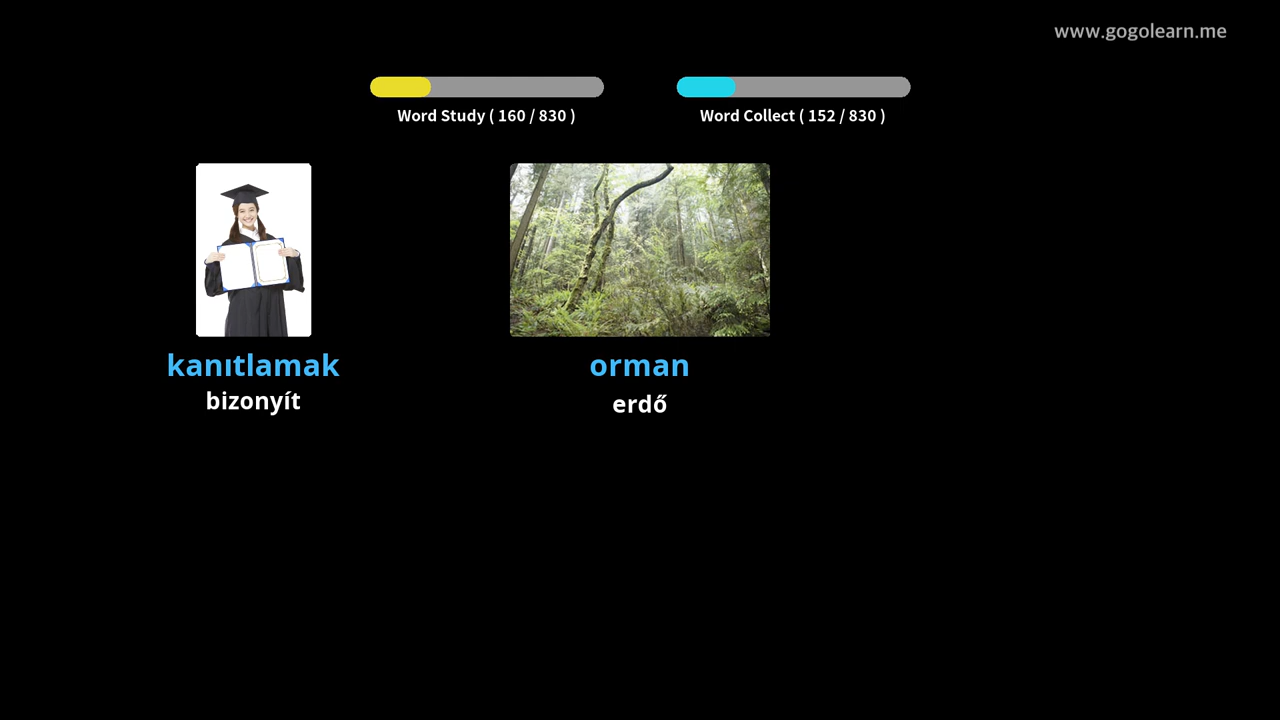 www.gogolearn.me
Word Study ( 160 / 830 )
Word Collect ( 152 / 830 )
kanıtlamak
bizonyít
orman
erdő